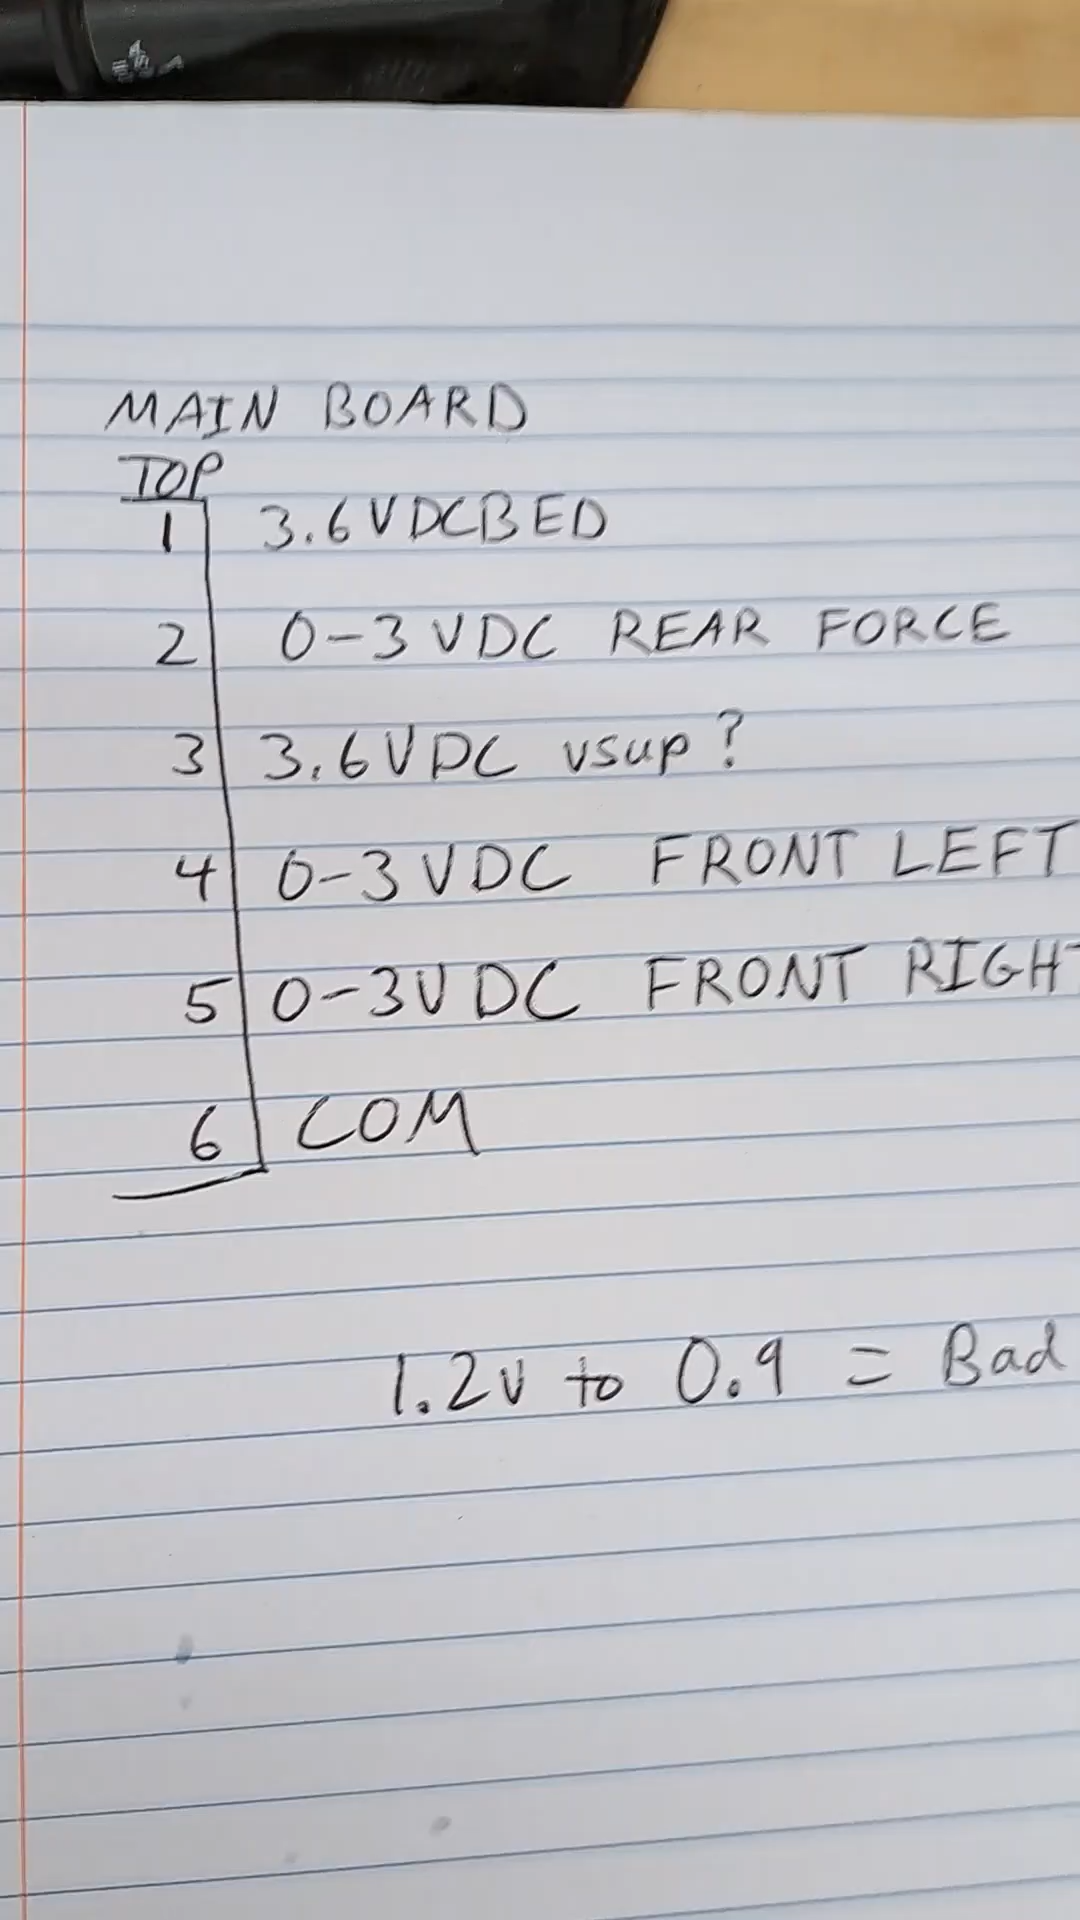 MAIN BOARD
TOP
1 3.6VDCBED
2 0-3VDC REAR FORCE
3 3.6VDC vsup?
4 0-3VDC FRONT LEFT
5 0-3VDC FRONT RIGHT
6 COM
1.2v to 0.9 = Bad